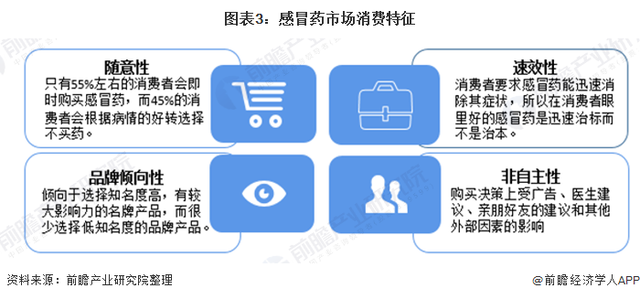 图表3：感冒药市场消费特征
随意性
只有55%左右的消费者会即
时购买感冒药，而45%的消
费者会根据病情的好转选择
不买药。
速效性
消费者要求感冒药能迅速消
除其症状，所以在消费者眼
里好的感冒药是迅速治标而
不是治本。
品牌倾向性
倾向于选择知名度高，有较
大影响力的名牌产品，而很
少选择低知名度的品牌产品。
非自主性
购买决策上受广告、医生建
议、亲朋好友的建议和其他
外部因素的影响
资料来源：前瞻产业研究院整理
@前瞻经济学人APP